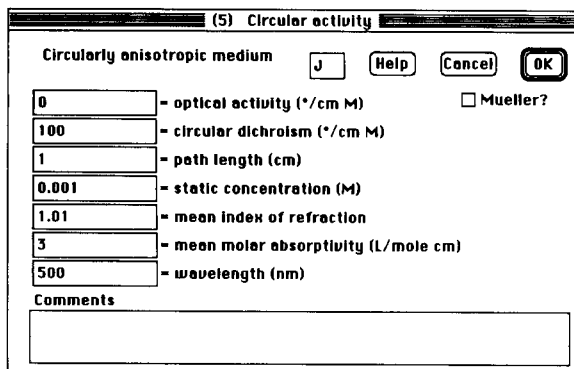 (5) Circular activity
Circularly anisotropic medium
J
Help
Cancel
OK
0 = optical activity (°/cm M)
Mueller?
100 = circular dichroism (°/cm M)
1 = path length (cm)
0.001 = static concentration (M)
1.01 = mean index of refraction
3 = mean molar absorptivity (L/mole cm)
500 = wavelength (nm)
Comments